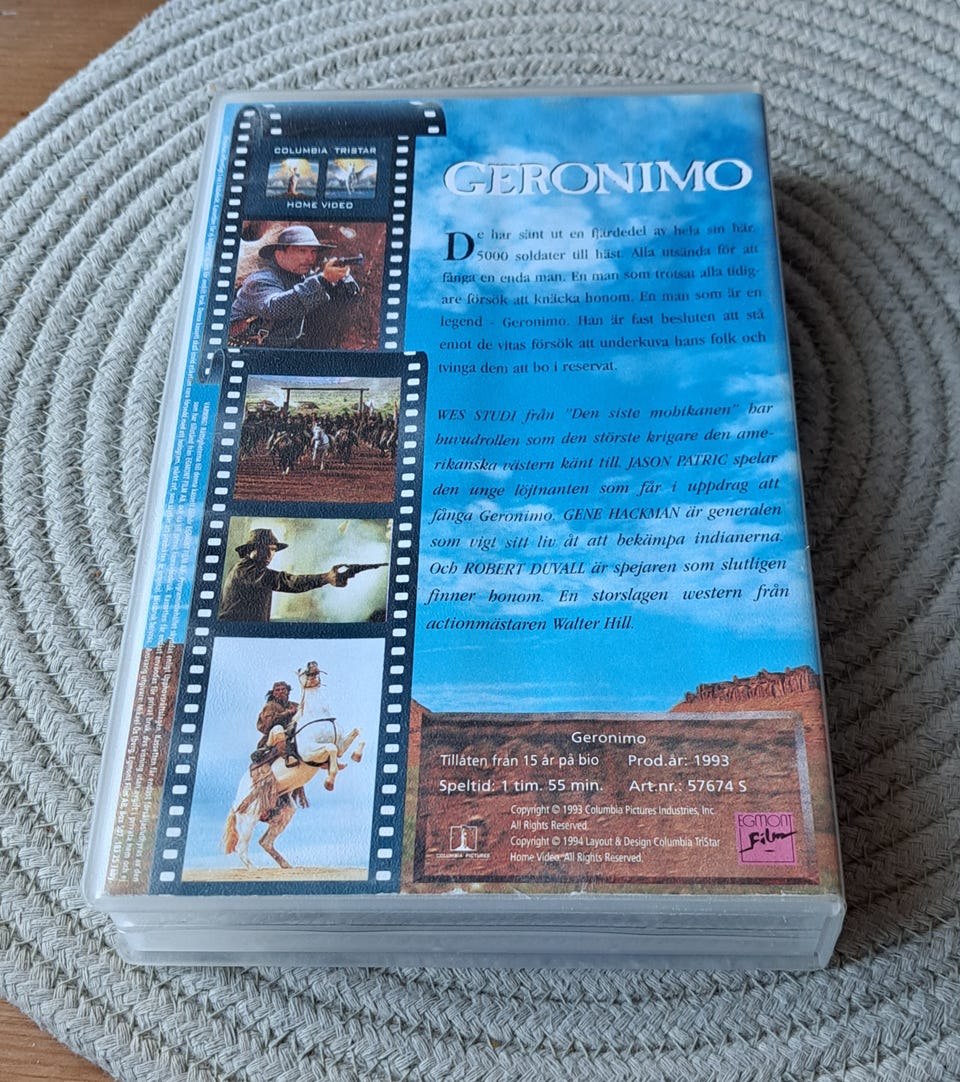 COLUMBIA TRISTAR
HOME VIDEO
GERONIMO
De har sänt ut en fjärdedel av hela sin här,
5000 soldater till häst. Alla utsända för att
fånga en enda man. En man som trotsat alla tidig-
are försök att knäcka honom. En man som är en
legend - Geronimo. Han är fast besluten att stå
emot de vitas försök att underkuva hans folk och
tvinga dem att bo i reservat.
WES STUDI från "Den siste mohikanen" har
huvudrollen som den störste krigare den ame-
rikanska västern känt till. JASON PATRIC spelar
den unge löjtnanten som får i uppdrag att
fånga Geronimo. GENE HACKMAN är generalen
som vigt sitt liv åt att bekämpa indianerna.
Och ROBERT DUVALL är spejaren som slutligen
finner honom. En storslagen western från
actionmästaren Walter Hill.
Geronimo
Tillåten från 15 år på bio Prod.år: 1993
Speltid: 1 tim. 55 min. Art.nr.: 57674 S
Copyright © 1993 Columbia Pictures Industries, Inc.
All Rights Reserved.
Copyright © 1994 Layout & Design Columbia TriStar
Home Video. All Rights Reserved.
COLUMBIA PICTURES
EGMONT
Film